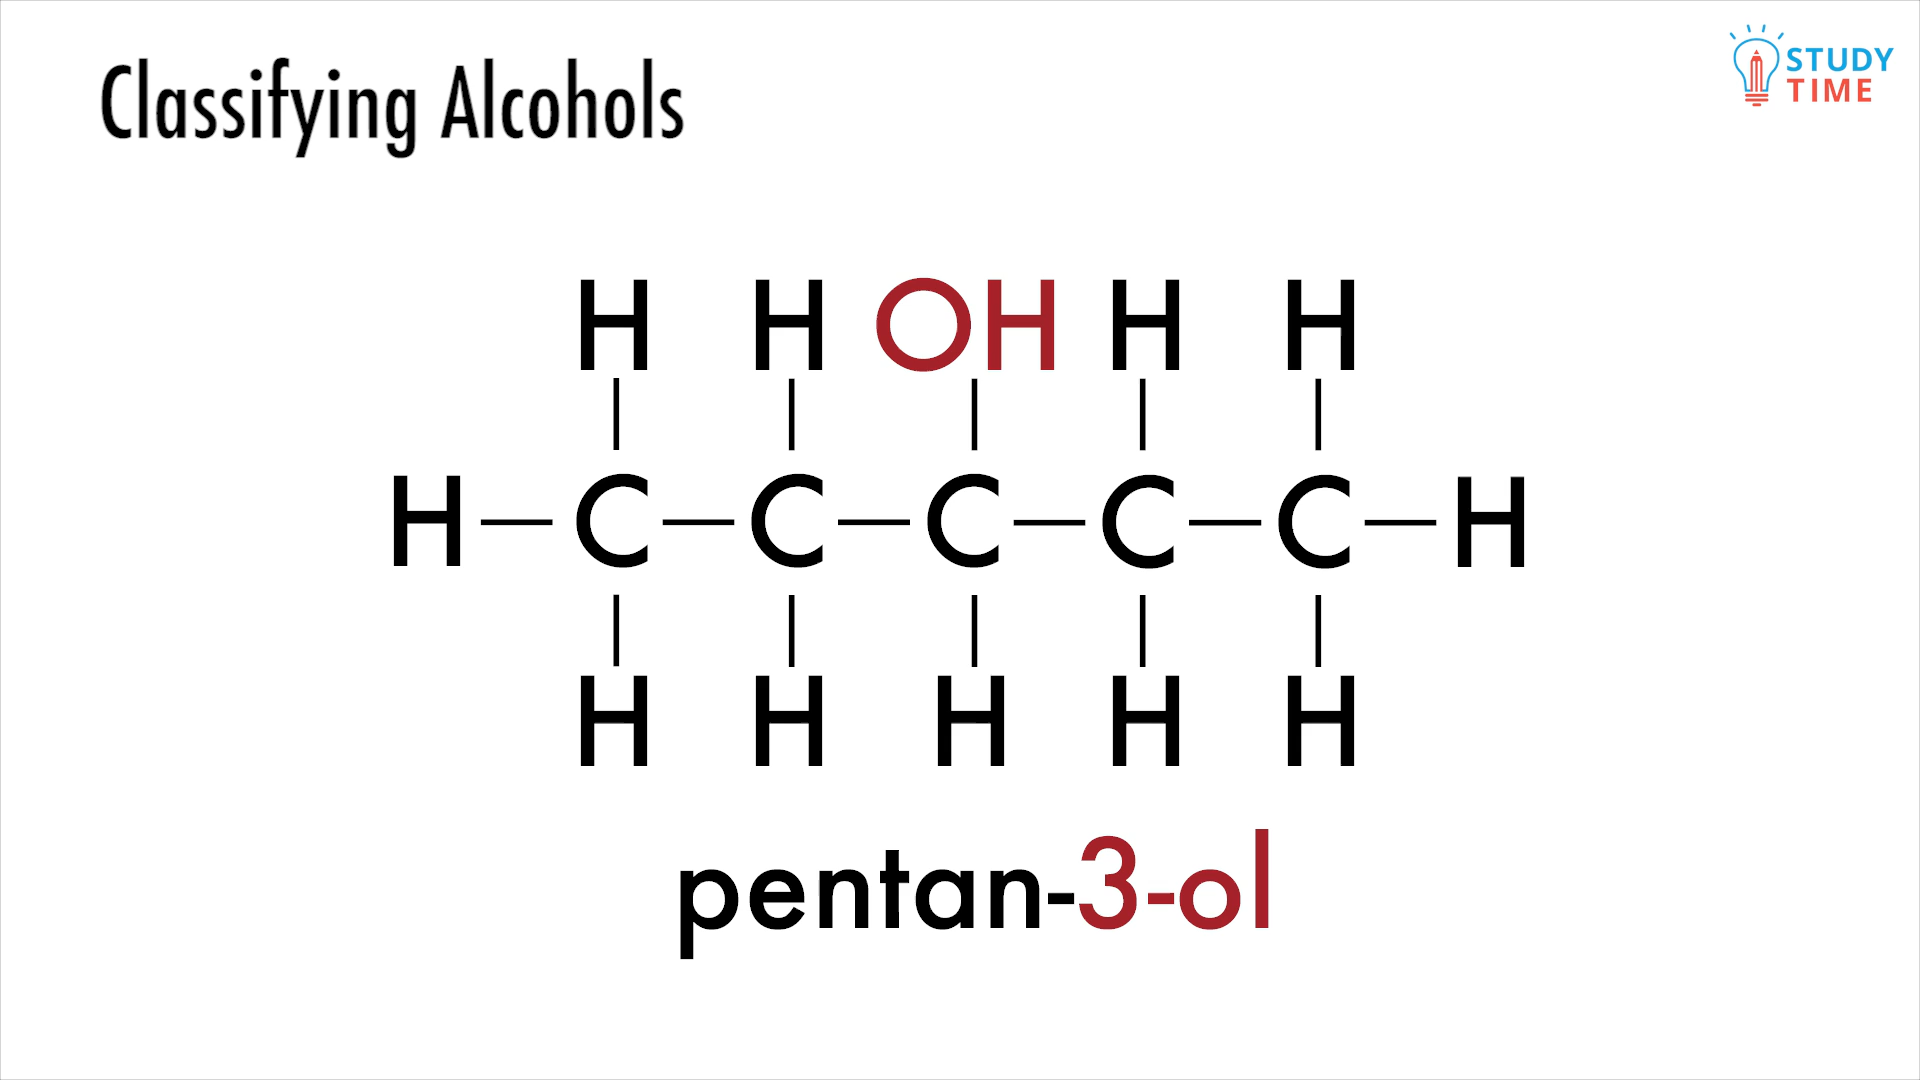 Classifying Alcohols
STUDY
TIME
H H OH H H
H—C—C—C—C—C—H
H H H H H
pentan-3-ol